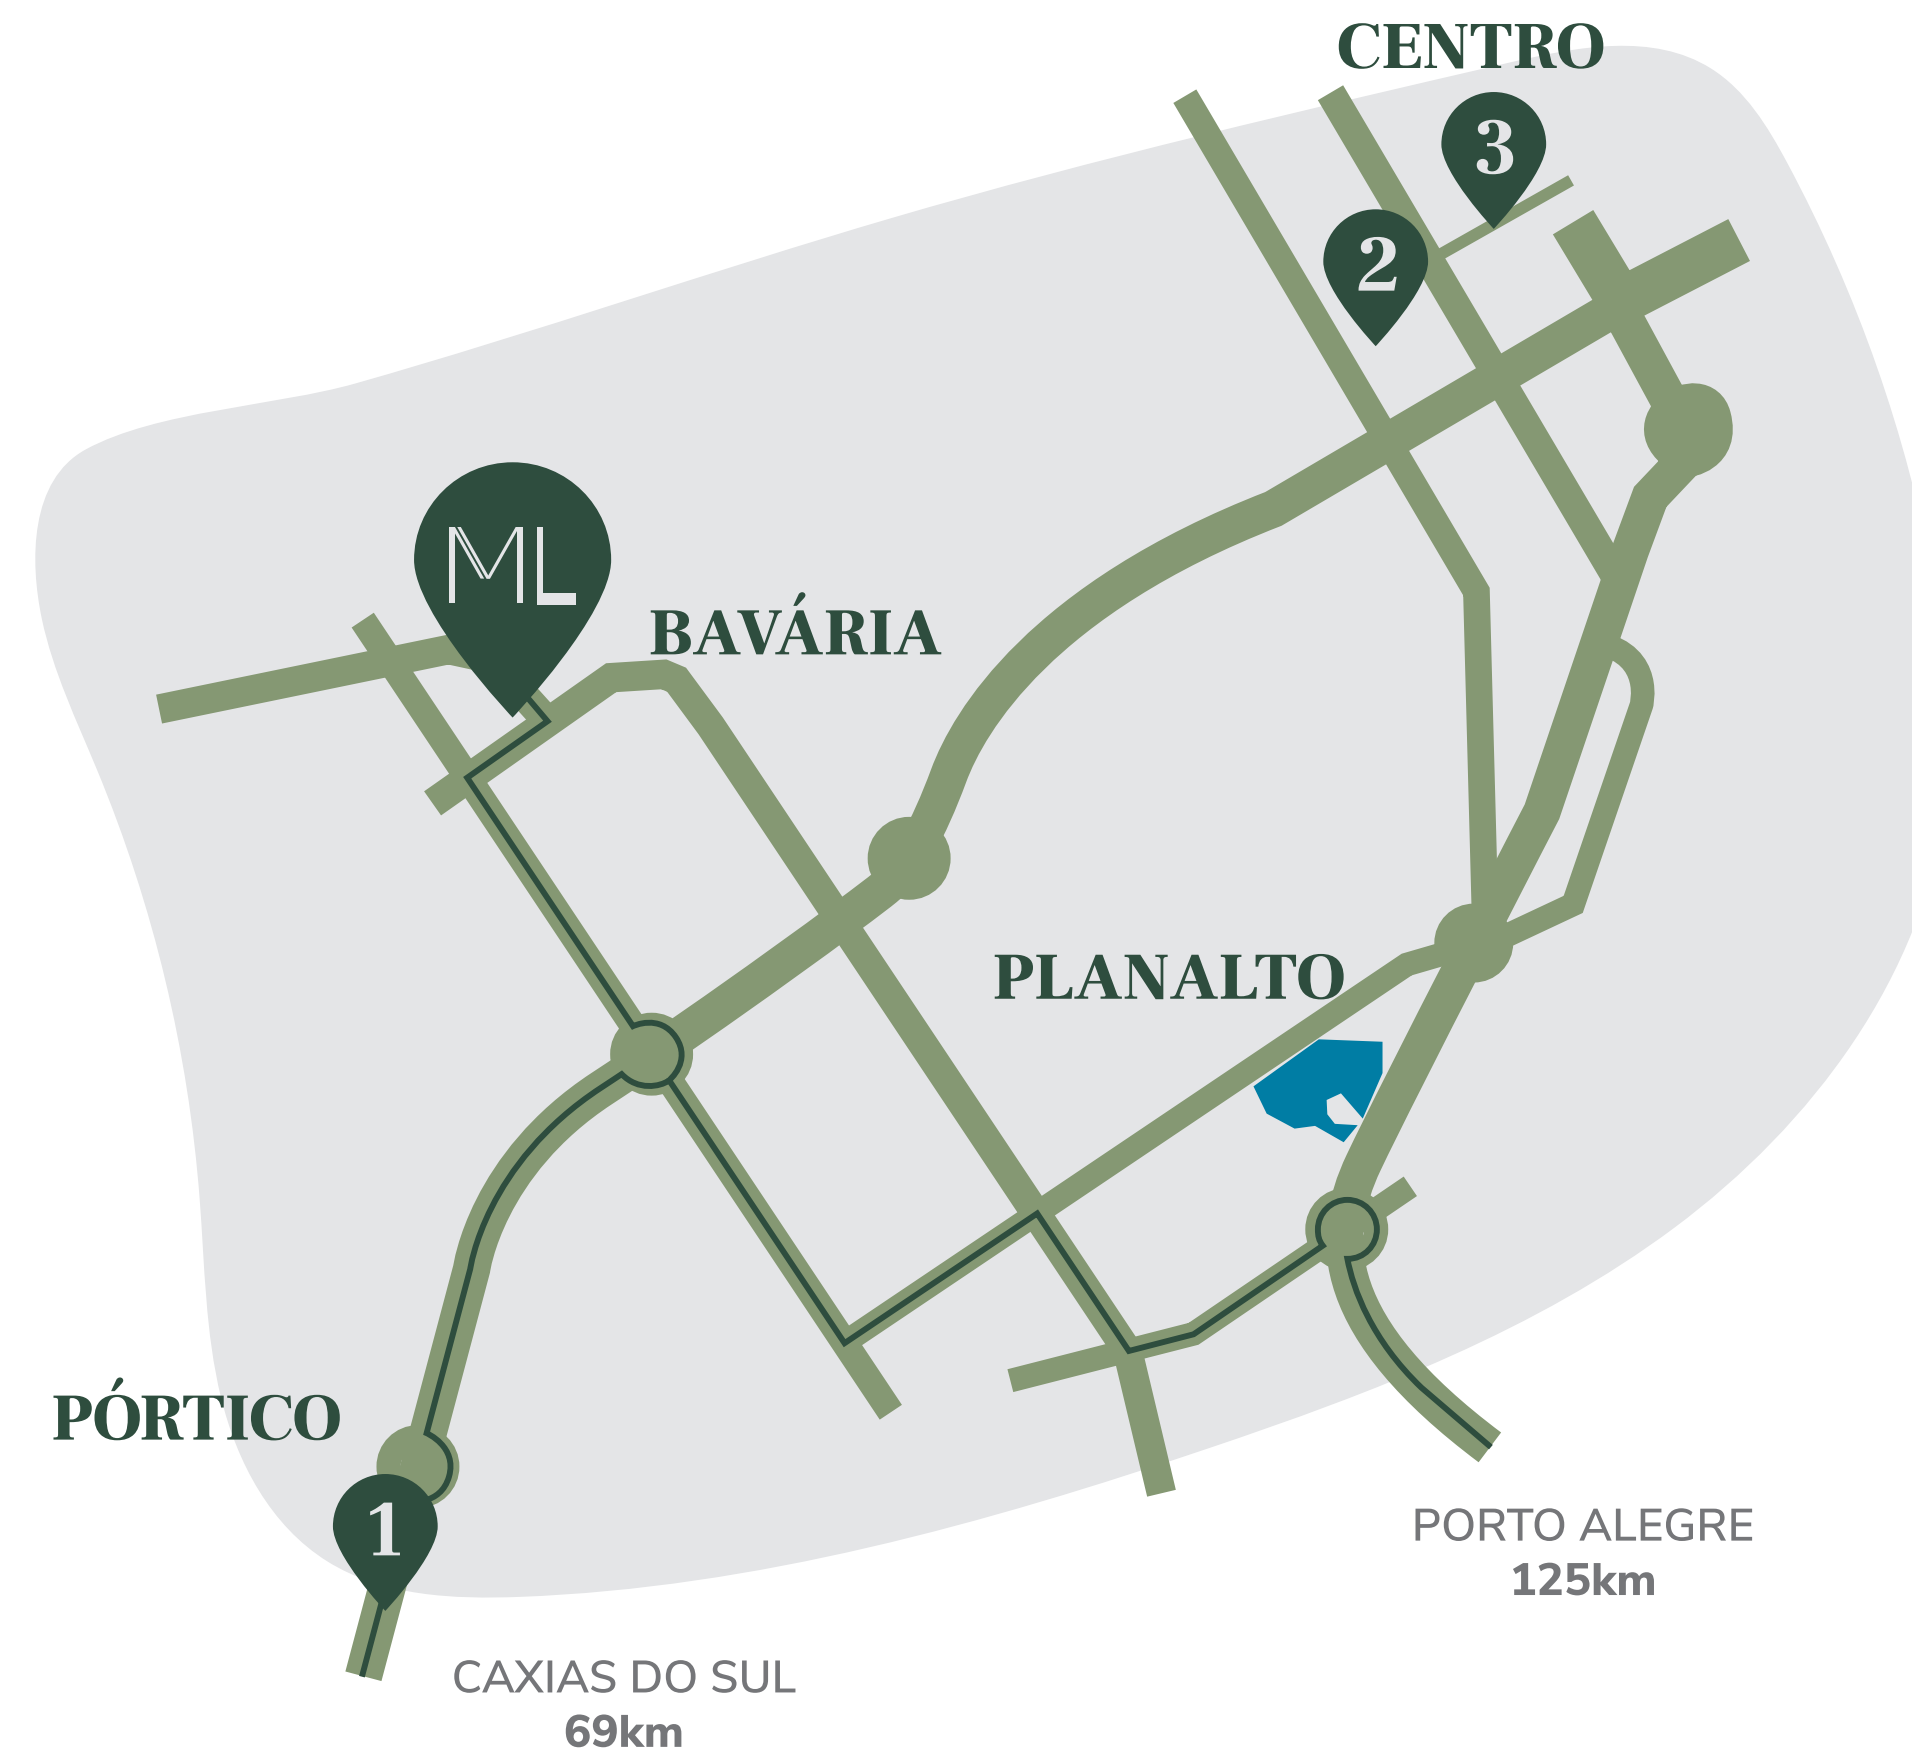 CENTRO
3
2
ML
BAVÁRIA
PLANALTO
PÓRTICO
1
PORTO ALEGRE
125km
CAXIAS DO SUL
69km